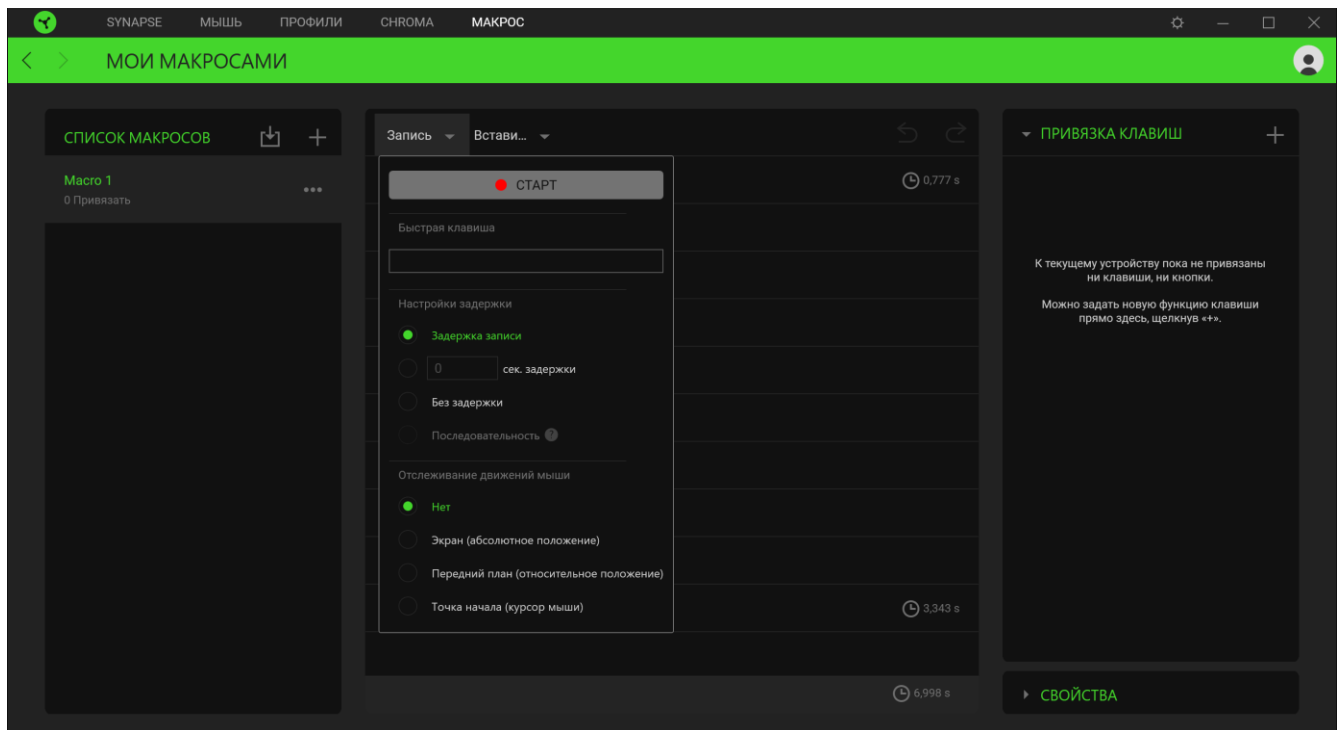 SYNAPSE МЫШЬ ПРОФИЛИ CHROMA МАКРОС
МОИ МАКРОСАМИ
СПИСОК МАКРОСОВ
Macro 1
0 Привязать
Запись Встави...
СТАРТ
0,777 s
Быстрая клавиша
Настройки задержки
Задержка записи
0 сек. задержки
Без задержки
Последовательность ?
Отслеживание движений мыши
Нет
Экран (абсолютное положение)
Передний план (относительное положение)
Точка начала (курсор мыши)
3,343 s
6,998 s
ПРИВЯЗКА КЛАВИШ
К текущему устройству пока не привязаны
ни клавиши, ни кнопки.
Можно задать новую функцию клавиши
прямо здесь, щелкнув «+».
СВОЙСТВА